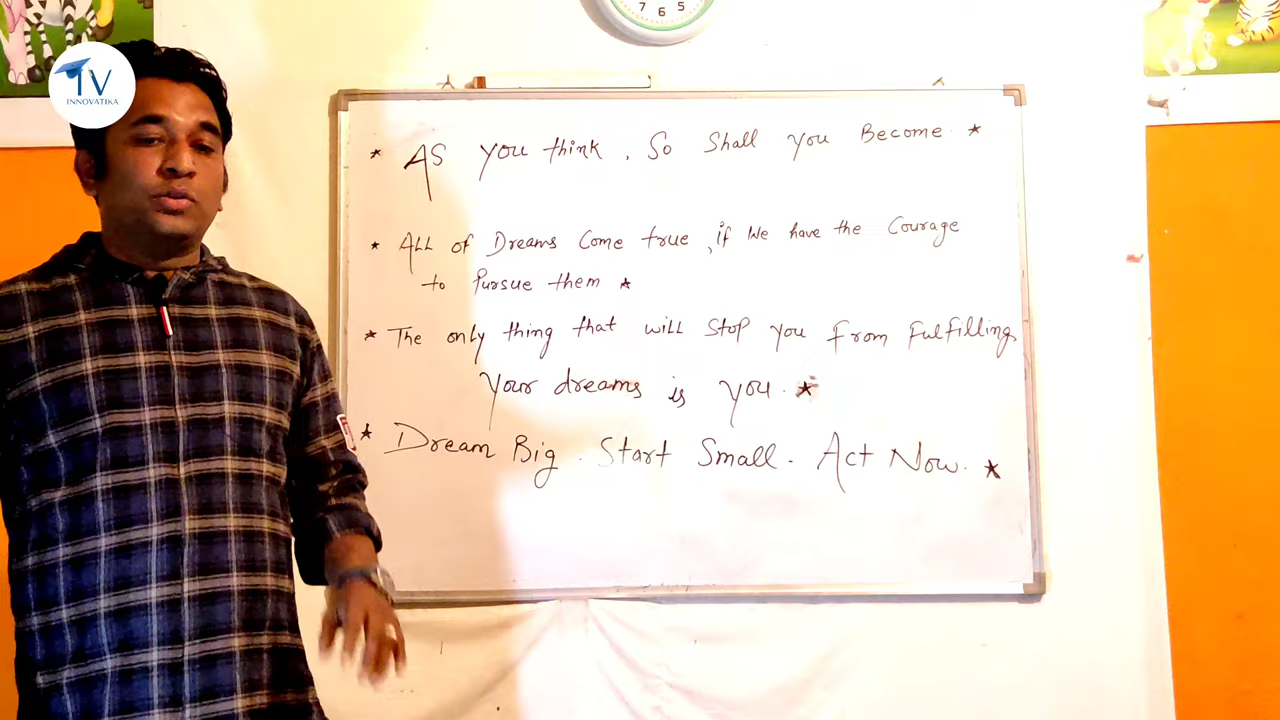 IV
INNOVATIKA
7 6 5
* As you think, So Shall You Become. *
* ALL of Dreams Come true, if We have the Courage
to Pursue them *
* The only thing that will stop you from fulfilling
Your dreams is you. *
* Dream Big. Start Small. Act Now. *